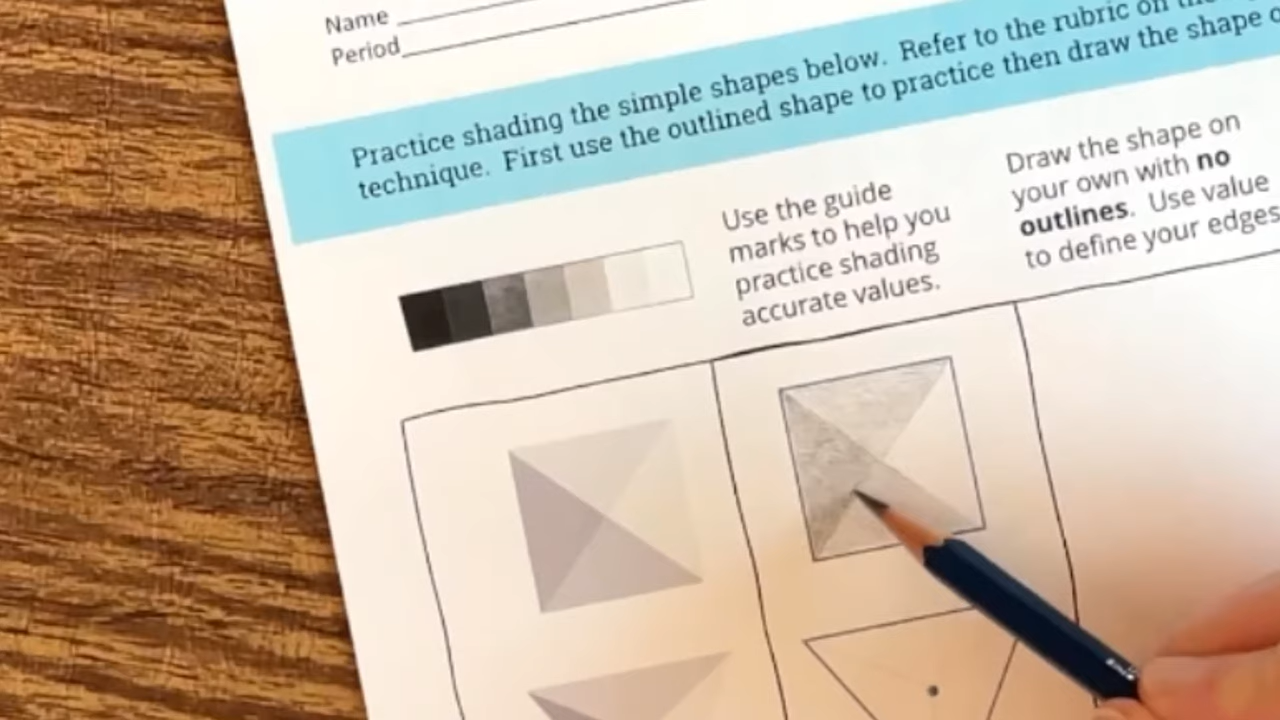 Name
Period
Practice shading the simple shapes below. Refer to the rubric on
technique. First use the outlined shape to practice then draw the shape
Use the guide
marks to help you
practice shading
accurate values.
Draw the shape on
your own with no
outlines. Use value
to define your edges